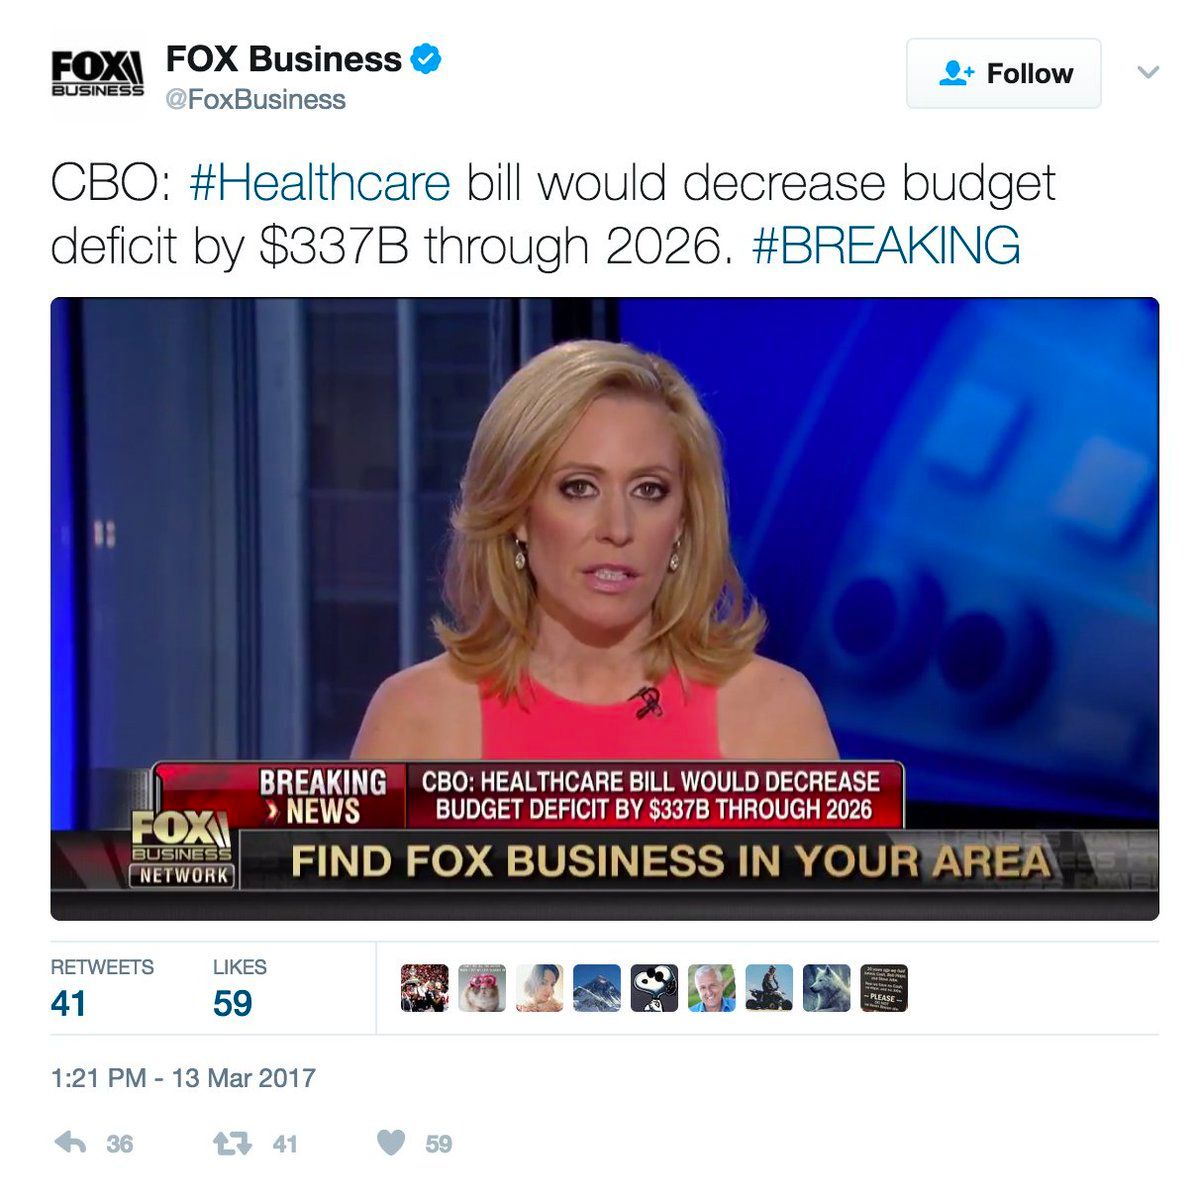 FOX
BUSINESS
FOX Business
@FoxBusiness
Follow
CBO: #Healthcare bill would decrease budget
deficit by $337B through 2026. #BREAKING
BREAKING
NEWS
CBO: HEALTHCARE BILL WOULD DECREASE
BUDGET DEFICIT BY $337B THROUGH 2026
FOX
BUSINESS
NETWORK
FIND FOX BUSINESS IN YOUR AREA
RETWEETS
41
LIKES
59
PLEASE
1:21 PM - 13 Mar 2017
36
41
59